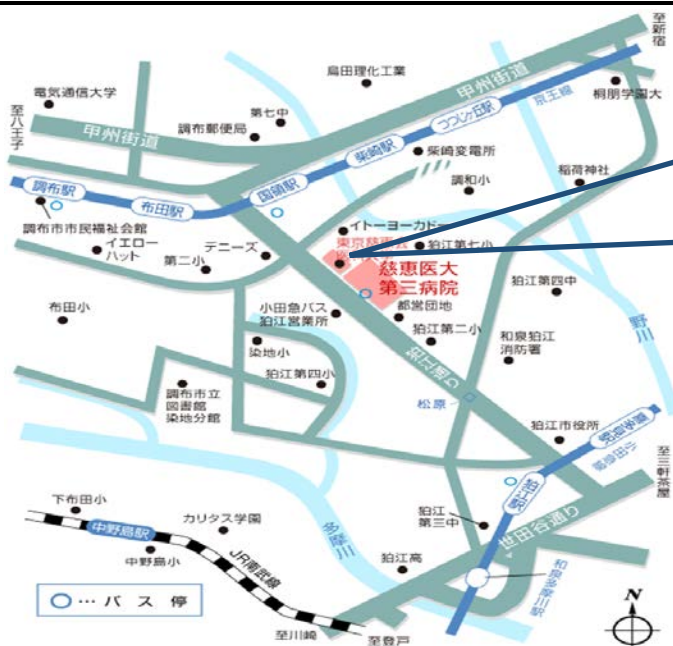 至新宿
烏田理化工業
甲州街道
京王線
桐朋学園大
電気通信大学
至八王子
第七中
調布郵便局
甲州街道
つつじヶ丘駅
柴崎駅
柴崎変電所
国領駅
調和小
稲荷神社
調布駅
布田駅
調布市市民福祉会館
イエロー
ハット
デニーズ
第二小
イトーヨーカドー
東京慈恵会
狛江第七小
慈恵医大
第三病院
狛江第四中
布田小
小田急バス
狛江営業所
都営団地
野川
狛江第二小
和泉狛江
消防署
染地小
狛江第四小
狛江通り
調布市立
図書館
染地分館
松原
狛江市役所
喜多見駅
小田急線
至三軒茶屋
狛江駅
世田谷通り
下布田小
中野島駅
カリタス学園
中野島小
JR南武線
多摩川
狛江
第三中
狛江高
和泉多摩川駅
○…バス停
至川崎
至登戸
N